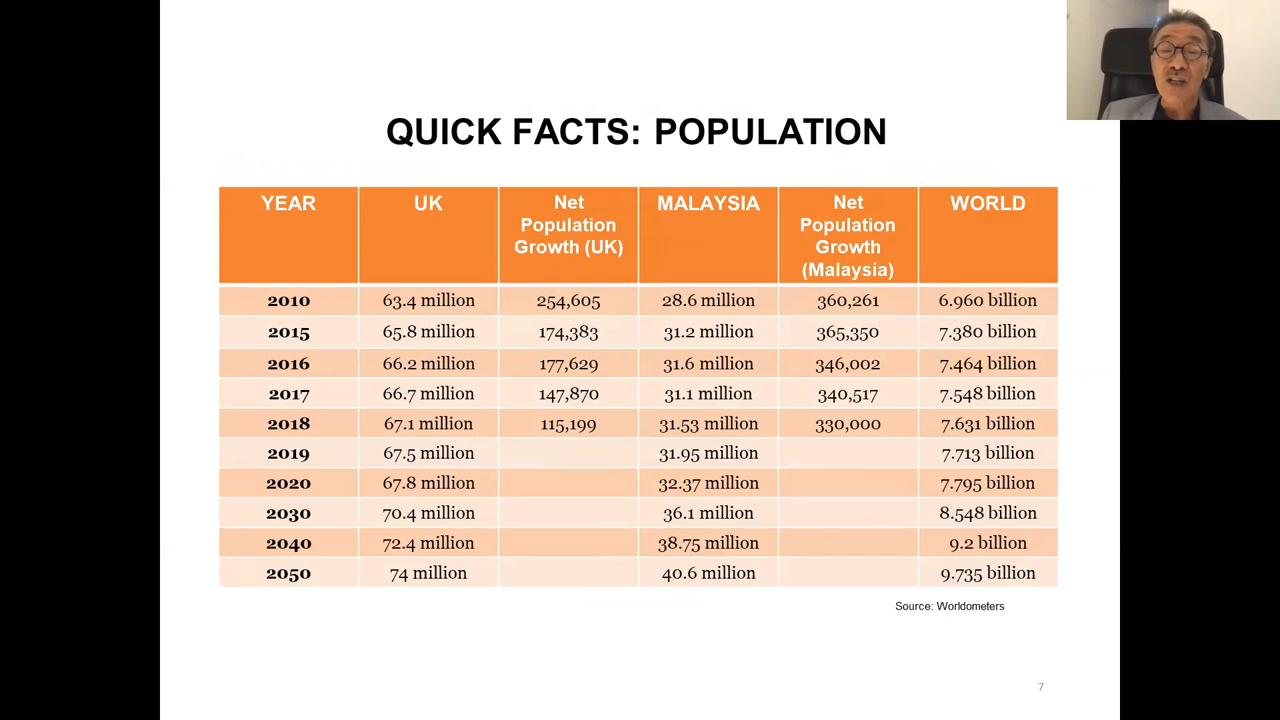 QUICK FACTS: POPULATION
YEAR UK Net Population Growth (UK) MALAYSIA Net Population Growth (Malaysia) WORLD
2010 63.4 million 254,605 28.6 million 360,261 6.960 billion
2015 65.8 million 174,383 31.2 million 365,350 7.380 billion
2016 66.2 million 177,629 31.6 million 346,002 7.464 billion
2017 66.7 million 147,870 31.1 million 340,517 7.548 billion
2018 67.1 million 115,199 31.53 million 330,000 7.631 billion
2019 67.5 million 31.95 million 7.713 billion
2020 67.8 million 32.37 million 7.795 billion
2030 70.4 million 36.1 million 8.548 billion
2040 72.4 million 38.75 million 9.2 billion
2050 74 million 40.6 million 9.735 billion
Source: Worldometers
7